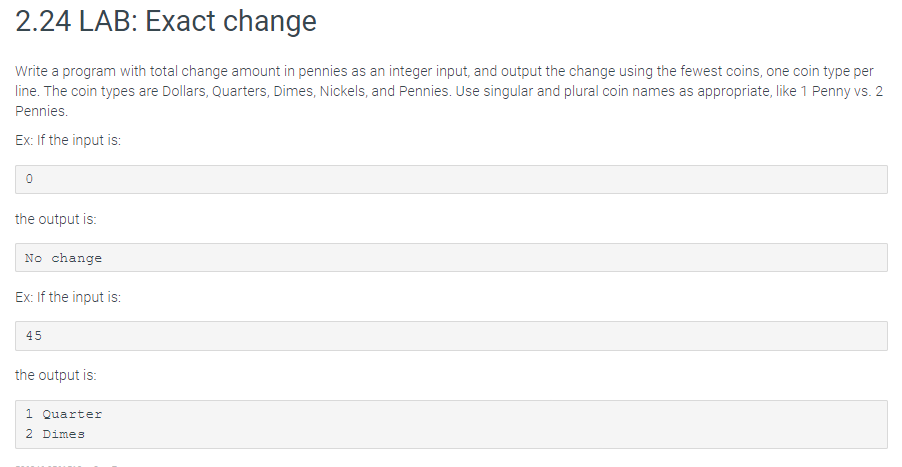 2.24 LAB: Exact change
Write a program with total change amount in pennies as an integer input, and output the change using the fewest coins, one coin type per
line. The coin types are Dollars, Quarters, Dimes, Nickels, and Pennies. Use singular and plural coin names as appropriate, like 1 Penny vs. 2
Pennies.
Ex: If the input is:
0
the output is:
No change
Ex: If the input is:
45
the output is:
1 Quarter
2 Dimes